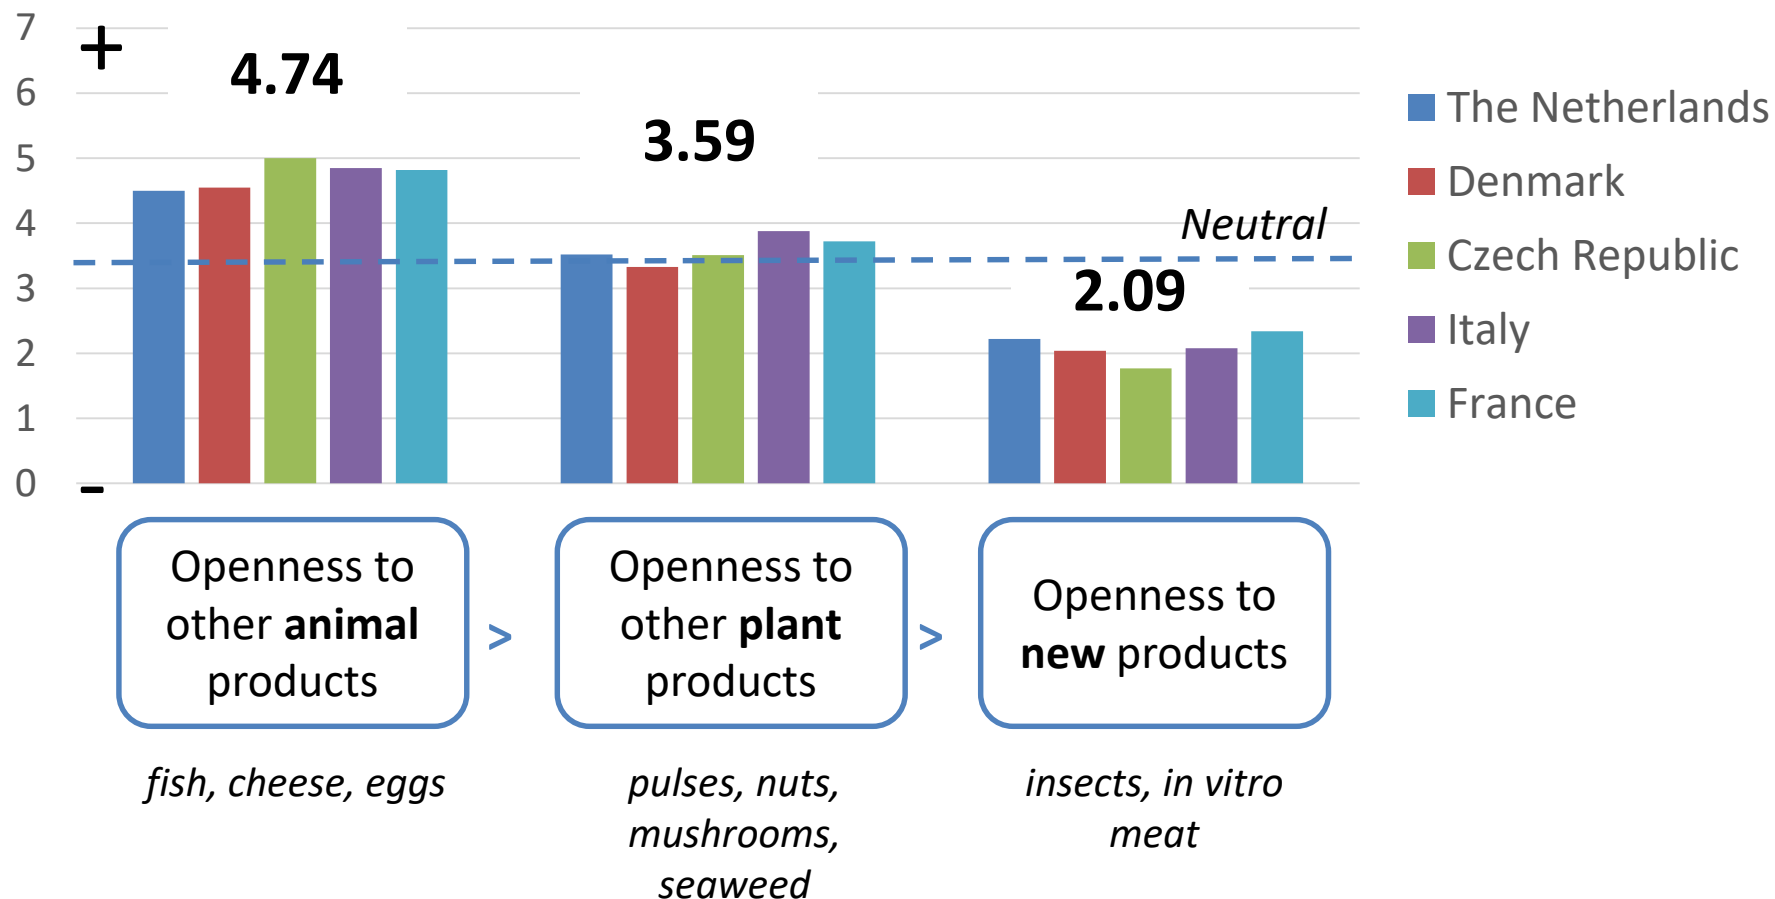 7
6
5
4
3
2
1
0
+
-
4.74
3.59
2.09
Neutral
The Netherlands
Denmark
Czech Republic
Italy
France
Openness to
other animal
products
>
Openness to
other plant
products
>
Openness to
new products
fish, cheese, eggs
pulses, nuts,
mushrooms,
seaweed
insects, in vitro
meat